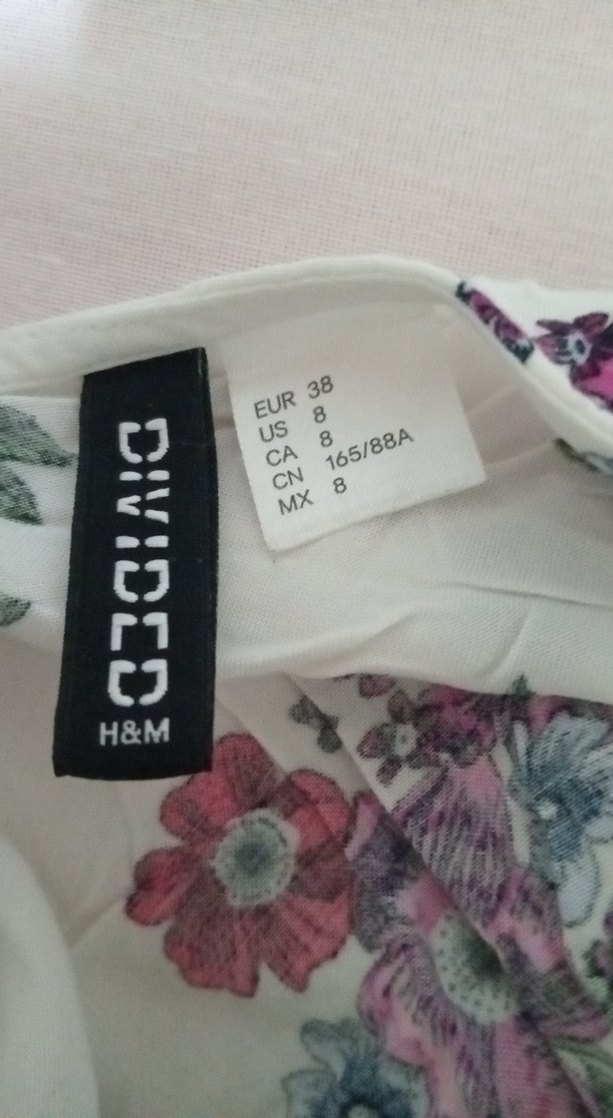 DIVIDED
H&M
EUR 38
US 8
CA 8
CN 165/88A
MX 8